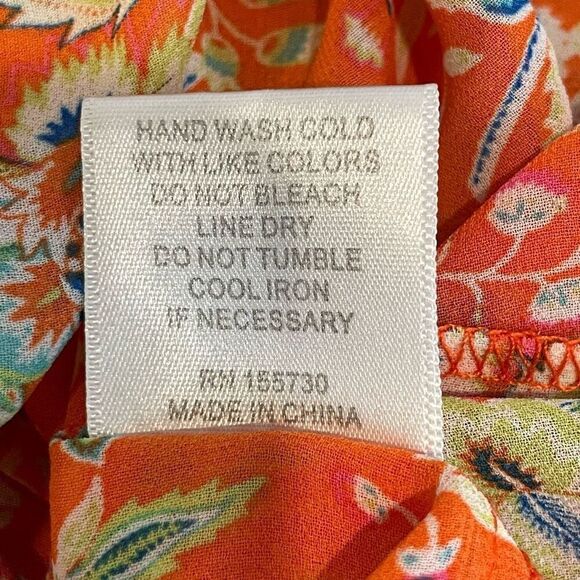 HAND WASH COLD
WITH LIKE COLORS
DO NOT BLEACH
LINE DRY
DO NOT TUMBLE
COOL IRON
IF NECESSARY
RN 155730
MADE IN CHINA